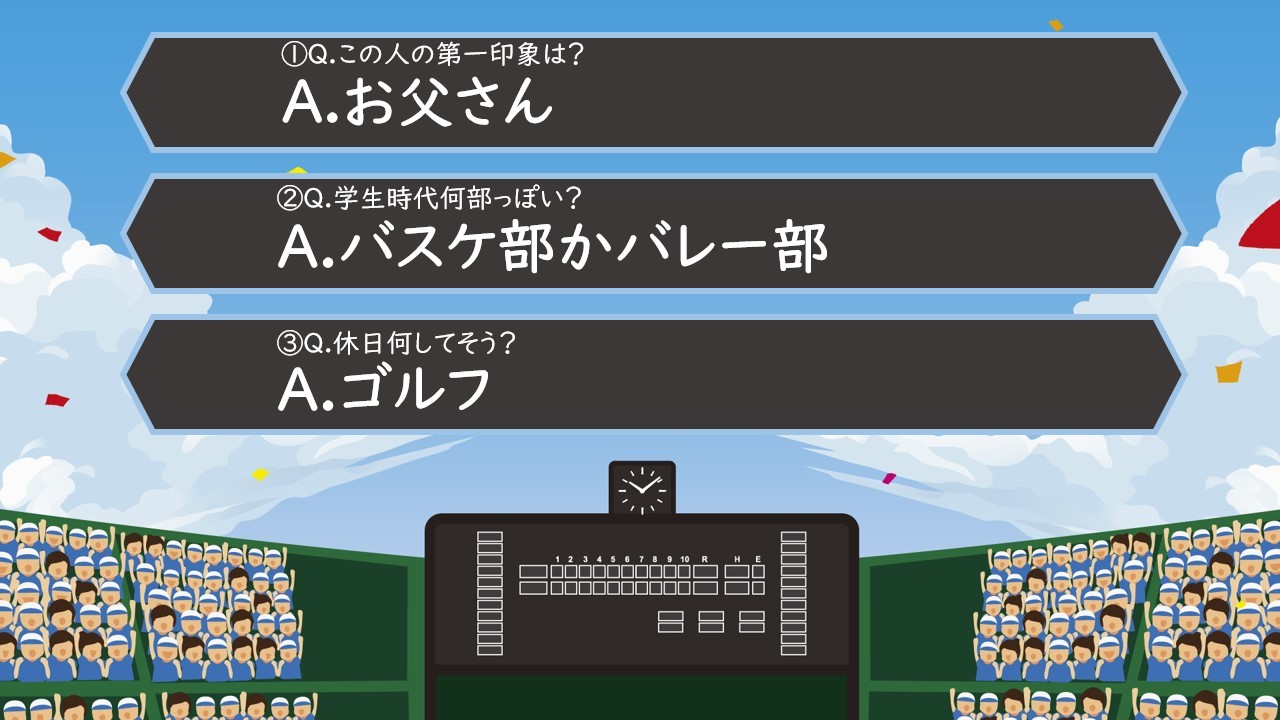 ①Q.この人の第一印象は?
A.お父さん
②Q.学生時代何部っぽい?
A.バスケ部かバレー部
③Q.休日何してそう?
A.ゴルフ
1 2 3 4 5 6 7 8 9 10 R H E